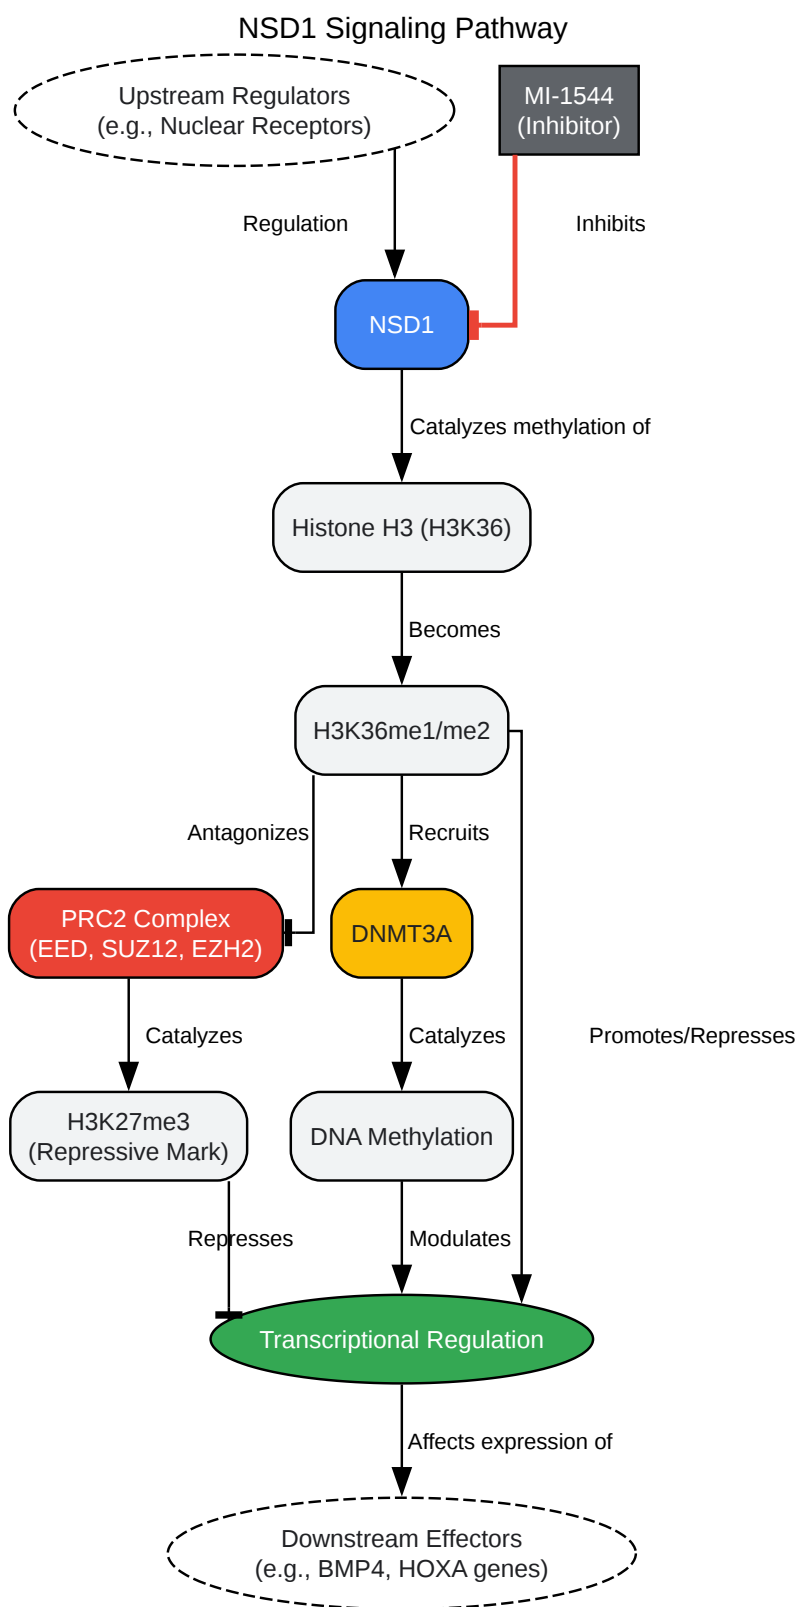 NSD1 Signaling Pathway
Upstream Regulators
(e.g., Nuclear Receptors)
MI-1544
(Inhibitor)
Regulation
Inhibits
NSD1
Catalyzes methylation of
Histone H3 (H3K36)
Becomes
H3K36me1/me2
Antagonizes
Recruits
PRC2 Complex
(EED, SUZ12, EZH2)
DNMT3A
Catalyzes
Catalyzes
Promotes/Represses
H3K27me3
(Repressive Mark)
DNA Methylation
Represses
Modulates
Transcriptional Regulation
Affects expression of
Downstream Effectors
(e.g., BMP4, HOXA genes)